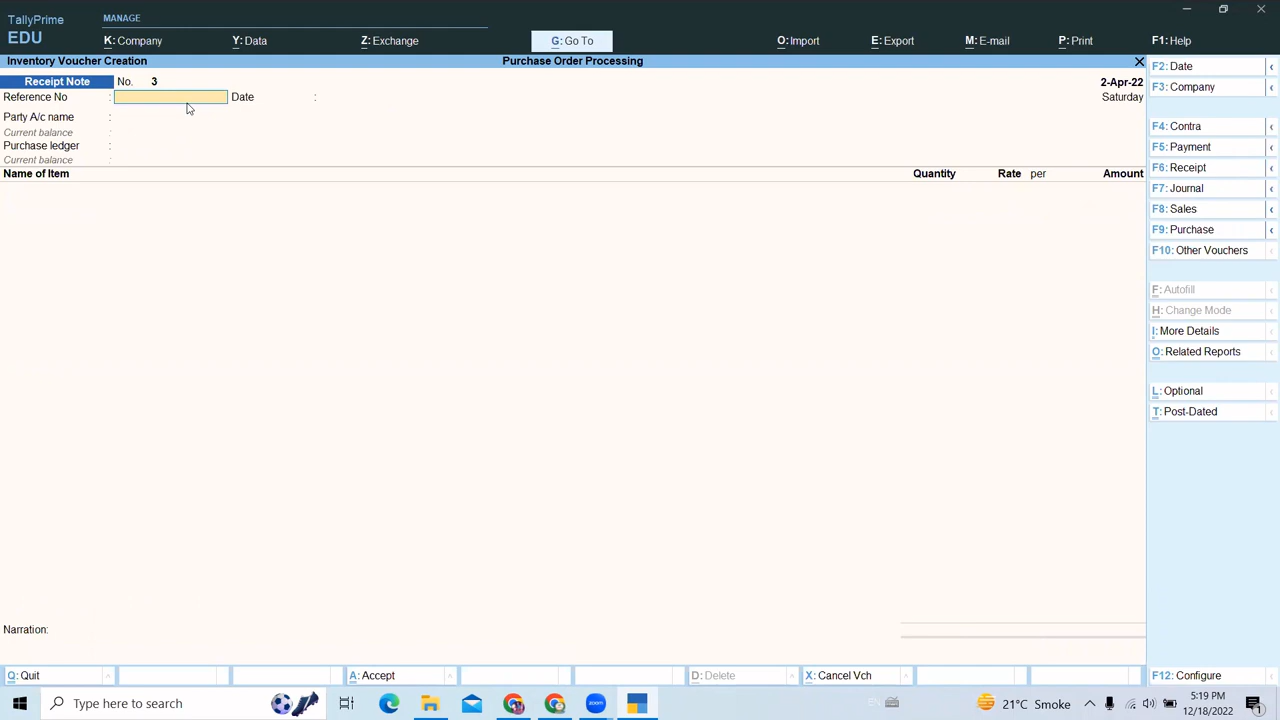 TallyPrime
EDU
MANAGE
K: Company
Y: Data
Z: Exchange
G: Go To
O: Import
E: Export
M: E-mail
P: Print
F1: Help
Inventory Voucher Creation
Purchase Order Processing
Receipt Note No. 3
2-Apr-22
Reference No :
Date :
Saturday
Party A/c name :
Current balance :
Purchase ledger :
Current balance :
Name of Item
Quantity Rate per Amount
Narration:
F2: Date
F3: Company
F4: Contra
F5: Payment
F6: Receipt
F7: Journal
F8: Sales
F9: Purchase
F10: Other Vouchers
F: Autofill
H: Change Mode
I: More Details
O: Related Reports
L: Optional
T: Post-Dated
Q: Quit
A: Accept
D: Delete
X: Cancel Vch
F12: Configure
Type here to search
zoom
21°C Smoke
EN
5:19 PM
12/18/2022
1